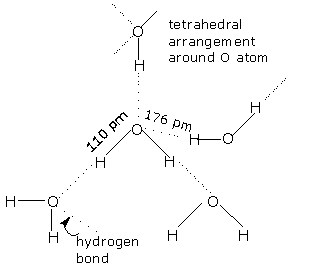 tetrahedral
arrangement
around O atom
O
H
H
110 pm
176 pm
O
H
O
H
H
H
O
O
H
H
H
hydrogen
bond